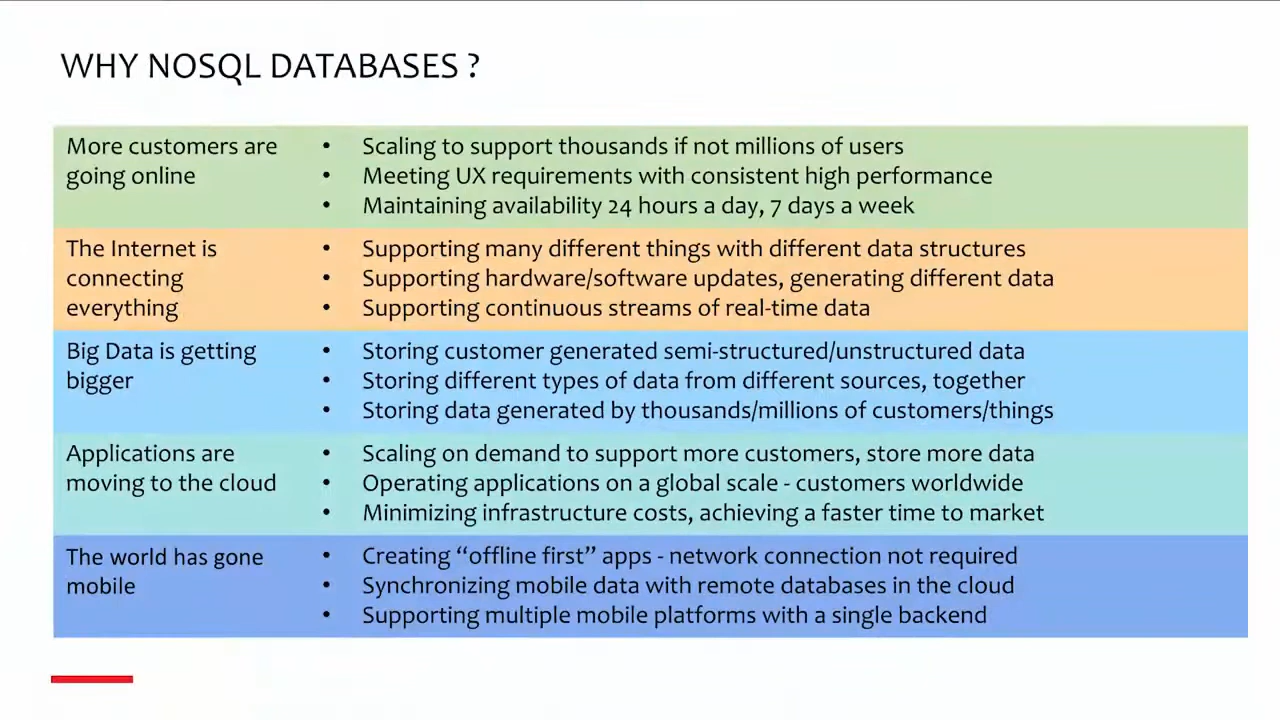 WHY NOSQL DATABASES ?
More customers are
going online
• Scaling to support thousands if not millions of users
• Meeting UX requirements with consistent high performance
• Maintaining availability 24 hours a day, 7 days a week
The Internet is
connecting
everything
• Supporting many different things with different data structures
• Supporting hardware/software updates, generating different data
• Supporting continuous streams of real-time data
Big Data is getting
bigger
• Storing customer generated semi-structured/unstructured data
• Storing different types of data from different sources, together
• Storing data generated by thousands/millions of customers/things
Applications are
moving to the cloud
• Scaling on demand to support more customers, store more data
• Operating applications on a global scale - customers worldwide
• Minimizing infrastructure costs, achieving a faster time to market
The world has gone
mobile
• Creating “offline first” apps - network connection not required
• Synchronizing mobile data with remote databases in the cloud
• Supporting multiple mobile platforms with a single backend